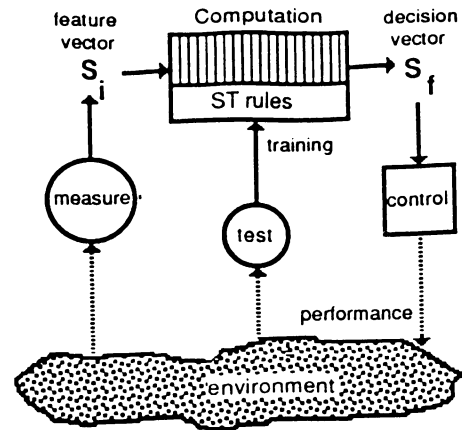 feature
vector
Computation
decision
vector
S i
S f
ST rules
training
measure
test
control
performance
environment